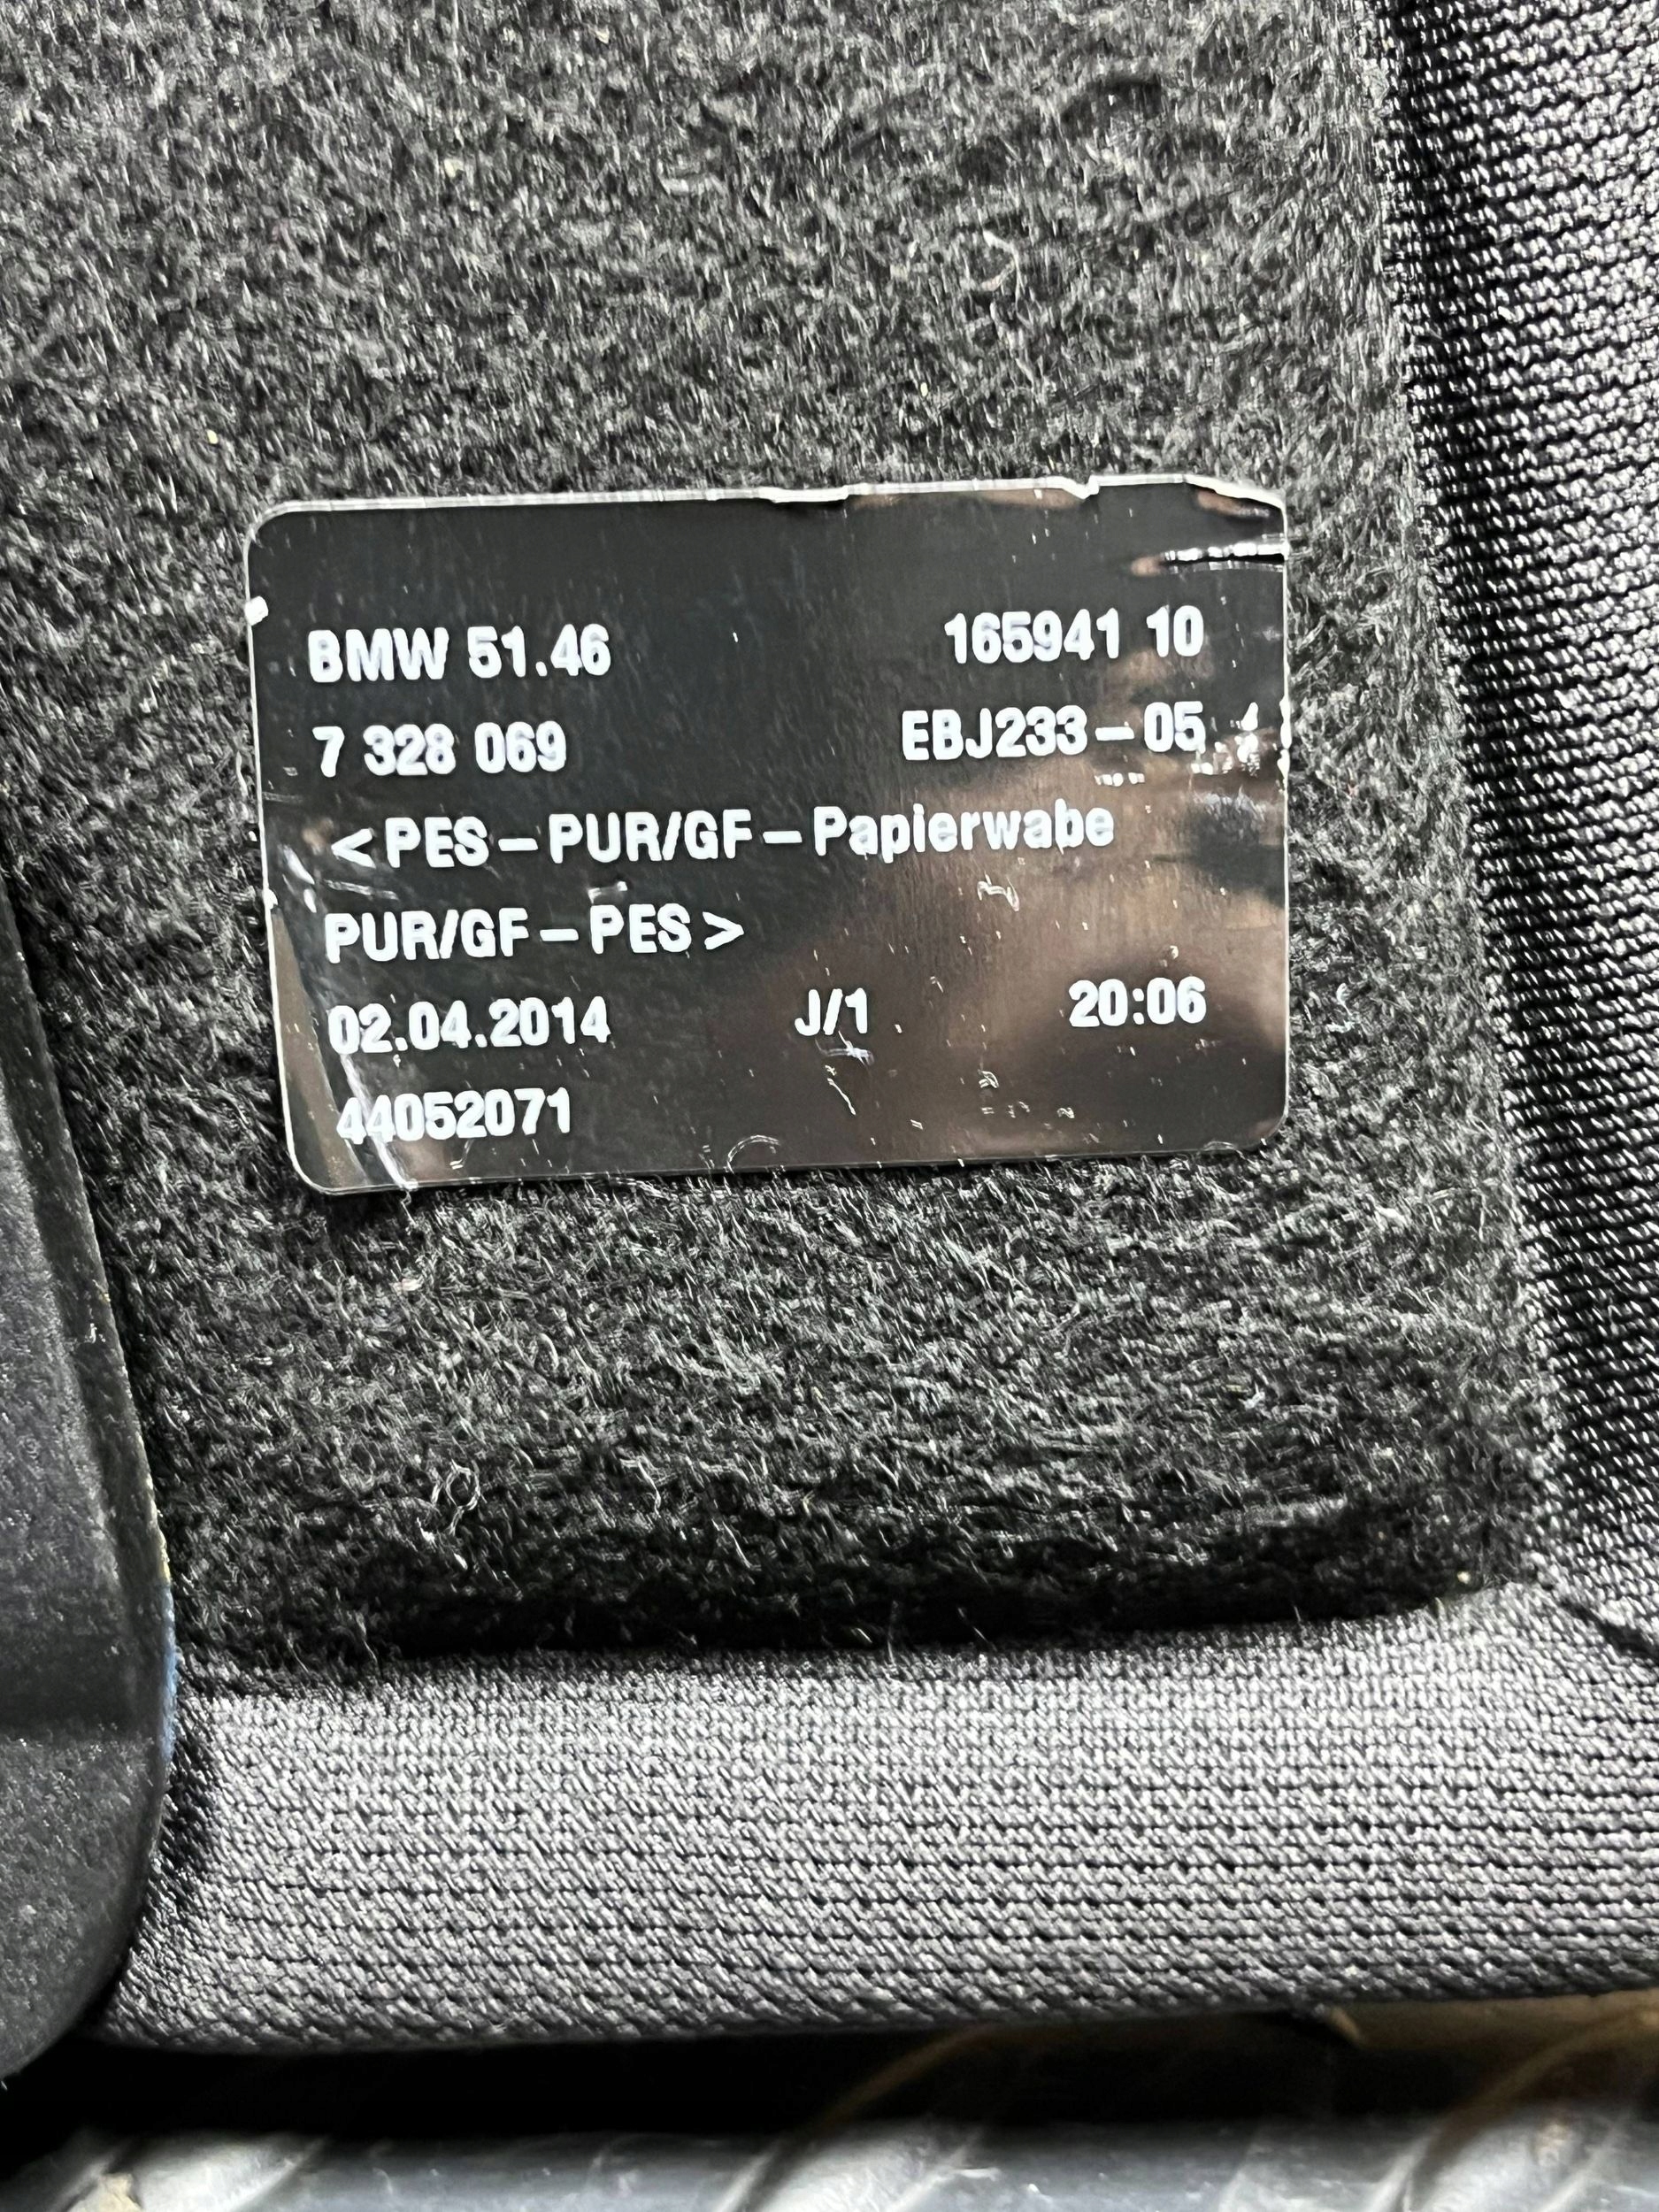 BMW 51.46 165941 10
7 328 069 EBJ233-05
<PES-PUR/GF-Papierwabe
PUR/GF-PES>
02.04.2014 J/1 20:06
44052071